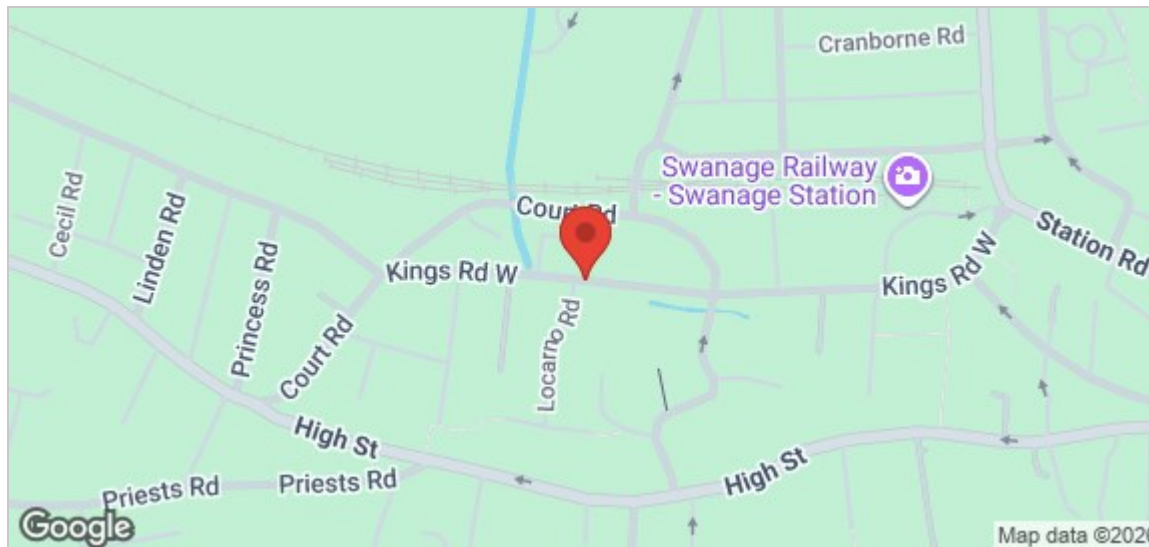 Cranborne Rd
Swanage Railway
- Swanage Station
Court Rd
Station Rd
Cecil Rd
Linden Rd
Princess Rd
Kings Rd W
Kings Rd W
Locarno Rd
Court Rd
High St
High St
Priests Rd
Priests Rd
Google
Map data ©2026